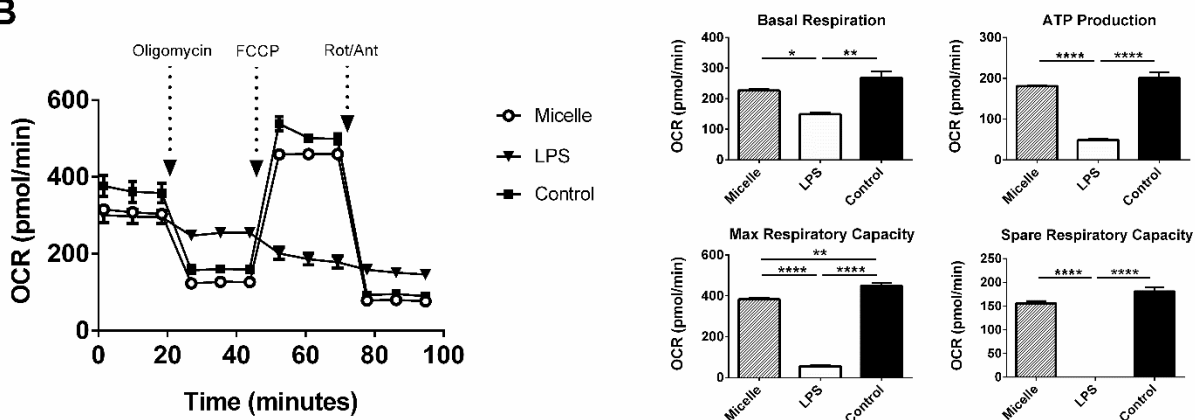 B
Oligomycin FCCP Rot/Ant
600
400
200
0
OCR (pmol/min)
0 20 40 60 80 100
Time (minutes)
Micelle
LPS
Control
Basal Respiration
400
300
200
100
0
OCR (pmol/min)
* **
Micelle LPS Control
ATP Production
300
200
100
0
OCR (pmol/min)
**** ****
Micelle LPS Control
Max Respiratory Capacity
600
400
200
0
OCR (pmol/min)
**
**** ****
Micelle LPS Control
Spare Respiratory Capacity
250
200
150
100
50
0
OCR (pmol/min)
**** ****
Micelle LPS Control